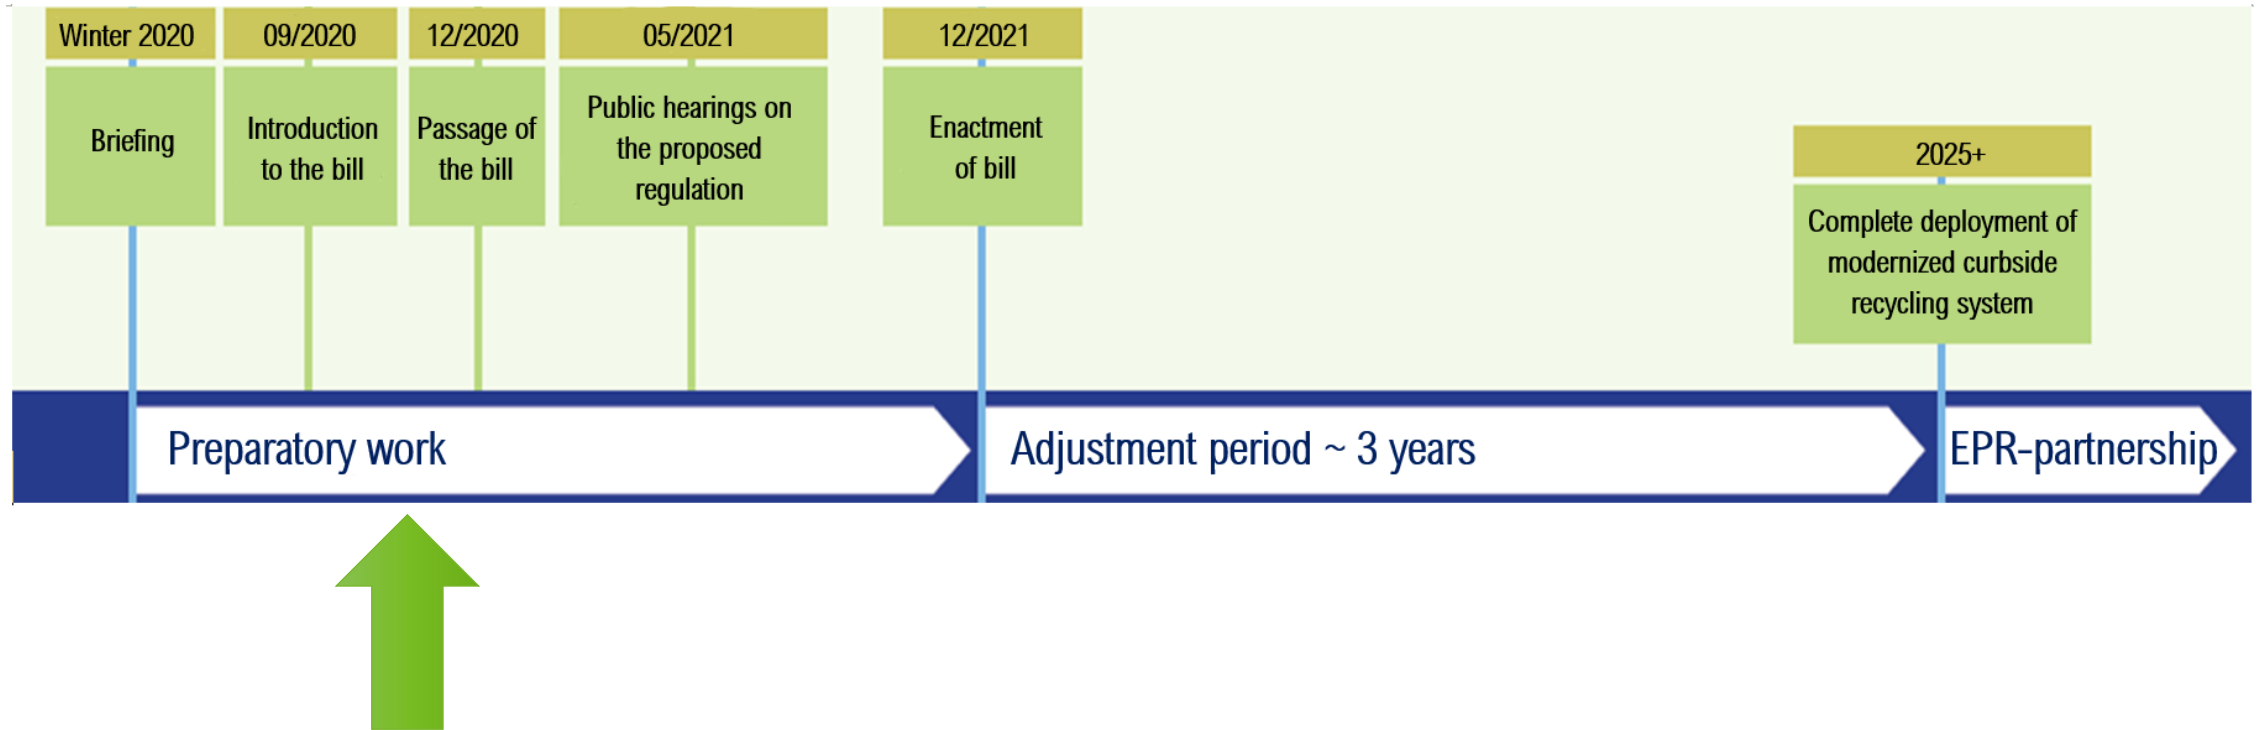 Winter 2020
Briefing
09/2020
Introduction
to the bill
12/2020
Passage of
the bill
05/2021
Public hearings on
the proposed
regulation
12/2021
Enactment
of bill
2025+
Complete deployment of
modernized curbside
recycling system
Preparatory work
Adjustment period ~ 3 years
EPR-partnership